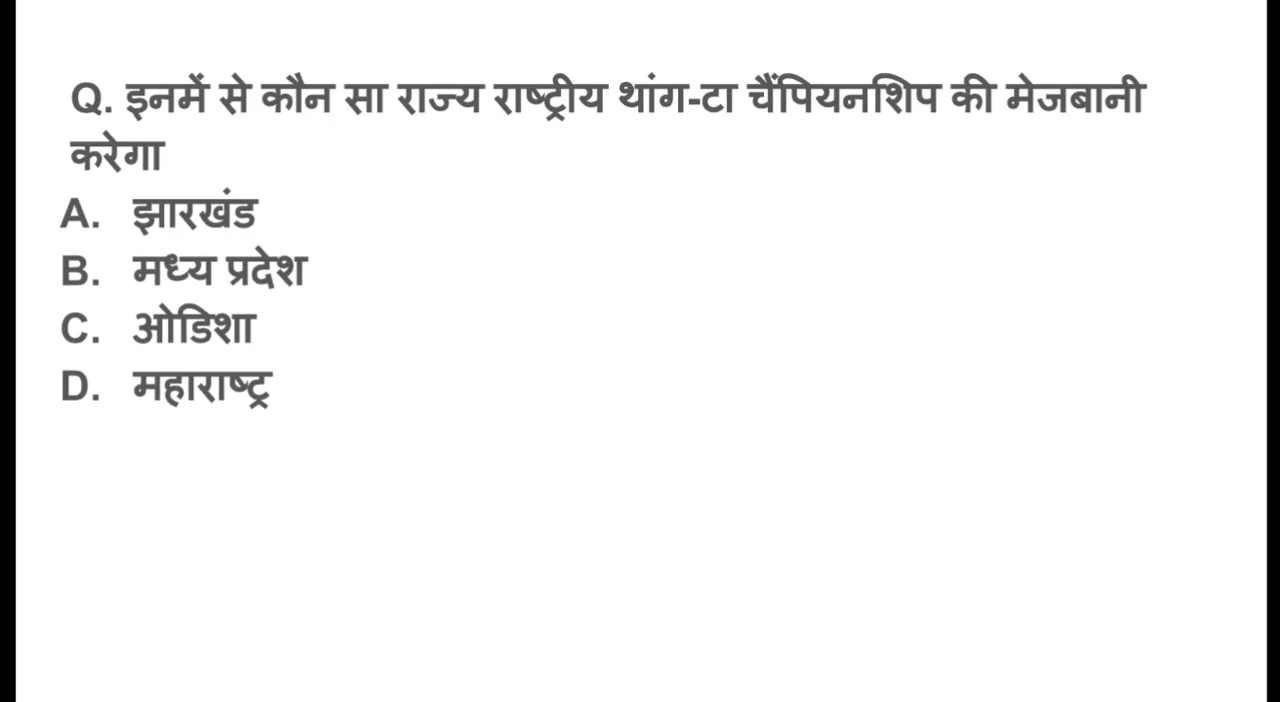 Q. इनमें से कौन सा राज्य राष्ट्रीय थांग-टा चैंपियनशिप की मेजबानी
करेगा
A. झारखंड
B. मध्य प्रदेश
C. ओडिशा
D. महाराष्ट्र